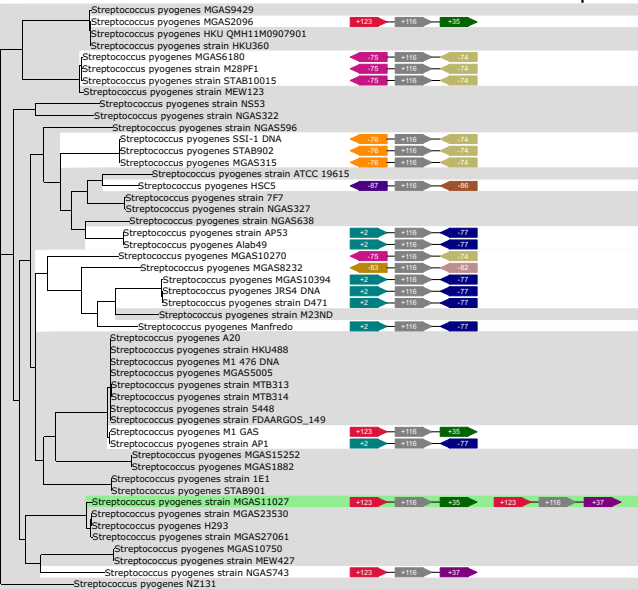 Streptococcus pyogenes MGAS9429
Streptococcus pyogenes MGAS2096 +123 +116 +35
Streptococcus pyogenes HKU QMH11M0907901
Streptococcus pyogenes strain HKU360
Streptococcus pyogenes MGAS6180 -75 +116 -74
Streptococcus pyogenes M28PF1 -75 +116 -74
Streptococcus pyogenes STAB10015 -75 +116 -74
Streptococcus pyogenes strain MEW123
Streptococcus pyogenes strain NS53
Streptococcus pyogenes NGAS322
Streptococcus pyogenes NGAS596
Streptococcus pyogenes SSI-1 DNA -76 +116 -74
Streptococcus pyogenes STAB902 -76 +116 -74
Streptococcus pyogenes MGAS315 -76 +116 -74
Streptococcus pyogenes strain ATCC 19615
Streptococcus pyogenes HSC5 -87 +116 -86
Streptococcus pyogenes strain 7F7
Streptococcus pyogenes strain NGAS327
Streptococcus pyogenes NGAS638
Streptococcus pyogenes strain AP53 +2 +116 -77
Streptococcus pyogenes Alab49 +2 +116 -77
Streptococcus pyogenes MGAS10270 -75 +116 -74
Streptococcus pyogenes MGAS8232 -83 +116 -82
Streptococcus pyogenes MGAS10394 +2 +116 -77
Streptococcus pyogenes JRS4 DNA +2 +116 -77
Streptococcus pyogenes strain D471 +2 +116 -77
Streptococcus pyogenes strain M23ND
Streptococcus pyogenes Manfredo +2 +116 -77
Streptococcus pyogenes A20
Streptococcus pyogenes strain HKU488
Streptococcus pyogenes M1 476 DNA
Streptococcus pyogenes MGAS5005
Streptococcus pyogenes strain MTB313
Streptococcus pyogenes strain MTB314
Streptococcus pyogenes strain 5448
Streptococcus pyogenes strain FDAARGOS_149
Streptococcus pyogenes M1 GAS +123 +116 +35
Streptococcus pyogenes strain AP1 +2 +116 -77
Streptococcus pyogenes MGAS15252
Streptococcus pyogenes MGAS1882
Streptococcus pyogenes strain 1E1
Streptococcus pyogenes STAB901
Streptococcus pyogenes strain MGAS11027 +123 +116 +35 +123 +116 +37
Streptococcus pyogenes strain MGAS23530
Streptococcus pyogenes H293
Streptococcus pyogenes strain MGAS27061
Streptococcus pyogenes MGAS10750
Streptococcus pyogenes strain MEW427
Streptococcus pyogenes strain NGAS743 +123 +116 +37
Streptococcus pyogenes NZ131